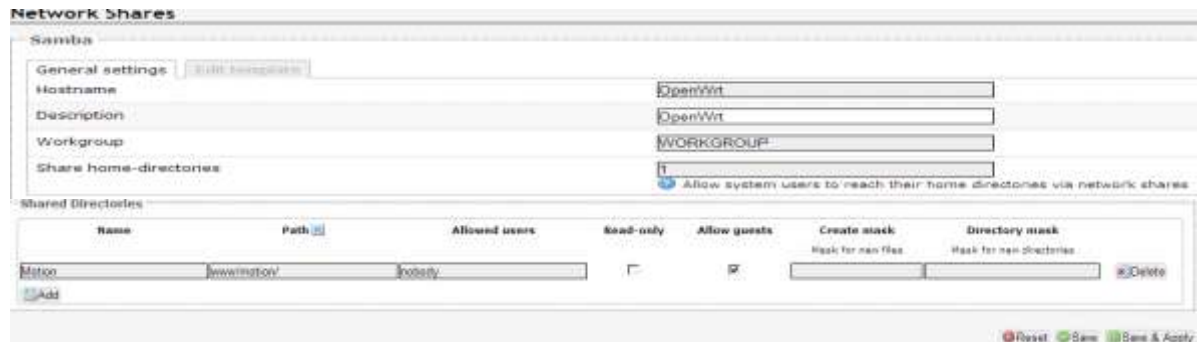 Network Shares
Samba
General settings Edit template
Hostname OpenWrt
Description OpenWrt
Workgroup WORKGROUP
Share home-directories 1
Allow system users to reach their home directories via network shares
Shared Directories
Name Path Allowed users Read-only Allow guests Create mask Directory mask
Mask for new files Mask for new directories
Motion /www/motion/ nobody Delete
Add
Reset Save Save & Apply